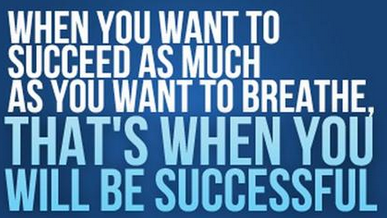 WHEN YOU WANT TO
SUCCEED AS MUCH
AS YOU WANT TO BREATHE,
THAT'S WHEN YOU
WILL BE SUCCESSFUL